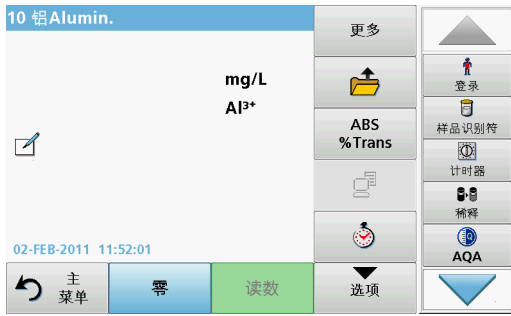 10 铝Alumin.
mg/L
Al³⁺
02-FEB-2011 11:52:01
主
菜单
零
读数
更多
ABS
%Trans
选项
登录
样品识别符
计时器
稀释
AQA